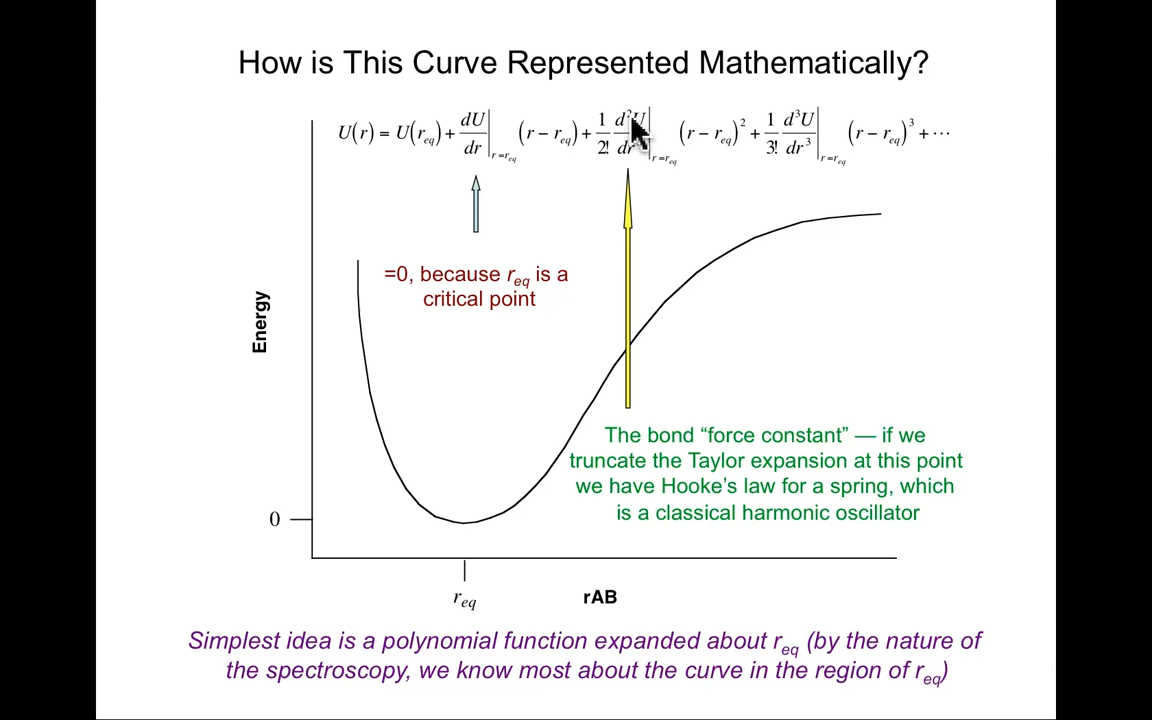 How is This Curve Represented Mathematically?
U(r) = U(r_eq) + dU/dr|_{r=r_eq} (r − r_eq) + 1/2! d²U/dr |_{r=r_eq} (r − r_eq)² + 1/3! d³U/dr³|_{r=r_eq} (r − r_eq)³ + ⋯
=0, because r_eq is a
critical point
Energy
The bond “force constant” — if we
truncate the Taylor expansion at this point
we have Hooke’s law for a spring, which
is a classical harmonic oscillator
0
r_eq
rAB
Simplest idea is a polynomial function expanded about r_eq (by the nature of
the spectroscopy, we know most about the curve in the region of r_eq)